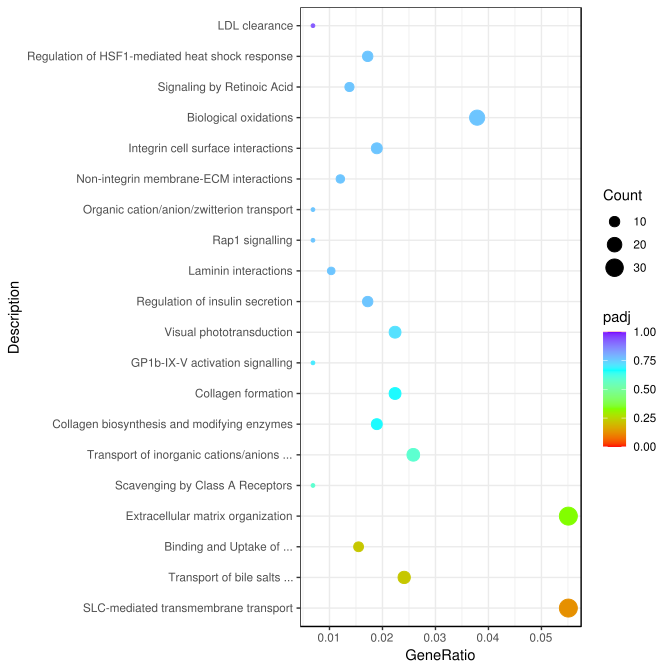 LDL clearance
Regulation of HSF1-mediated heat shock response
Signaling by Retinoic Acid
Biological oxidations
Integrin cell surface interactions
Non-integrin membrane-ECM interactions
Organic cation/anion/zwitterion transport
Rap1 signalling
Laminin interactions
Regulation of insulin secretion
Visual phototransduction
GP1b-IX-V activation signalling
Collagen formation
Collagen biosynthesis and modifying enzymes
Transport of inorganic cations/anions ...
Scavenging by Class A Receptors
Extracellular matrix organization
Binding and Uptake of ...
Transport of bile salts ...
SLC-mediated transmembrane transport
Description
0.01 0.02 0.03 0.04 0.05
GeneRatio
Count
10
20
30
padj
1.00
0.75
0.50
0.25
0.00